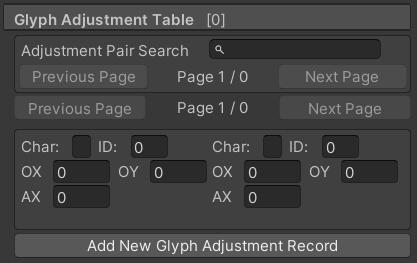 Glyph Adjustment Table [0]
Adjustment Pair Search
Previous Page Page 1 / 0 Next Page
Previous Page Page 1 / 0 Next Page
Char: ID: 0 Char: ID: 0
OX 0 OY 0 OX 0 OY 0
AX 0 AX 0
Add New Glyph Adjustment Record